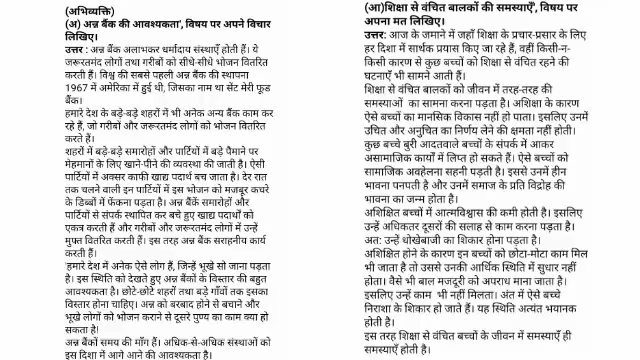 (अभिव्यक्ति)
(अ) अन्न बैंक की आवश्यकता', विषय पर अपने विचार
लिखिए।
उत्तर : अन्न बैंक अलाभकर धर्मादाय संस्थाएँ होती हैं। ये
जरूरतमंद लोगों तथा गरीबों को सीधे-सीधे भोजन वितरित
करती हैं। विश्व की सबसे पहली अन्न बैंक की स्थापना
1967 में अमेरिका में हुई थी, जिसका नाम था सेंट मेरी फूड
बैंक।
हमारे देश के बड़े-बड़े शहरों में भी अनेक अन्य बैंक काम कर
रहे हैं, जो गरीबों और जरूरतमंद लोगों को भोजन वितरित
करते हैं।
शहरों में बड़े-बड़े समारोहों और पार्टियों में बड़े पैमाने पर
मेहमानों के लिए खाने-पीने की व्यवस्था की जाती है। ऐसी
पार्टियों में अक्सर काफी खाद्य पदार्थ बच जाता है। देर रात
तक चलने वाली इन पार्टियों में इस भोजन को मजबूर कचरे
के डिब्बों में फेंकना पड़ता है। अन्न बैंकें समारोहों और
पार्टियों से संपर्क स्थापित कर बचे हुए खाद्य पदार्थों को
एकत्र करती हैं और गरीबों और जरूरतमंद लोगों में उन्हें
मुफ्त वितरित करती हैं। इस तरह अन्न बैंक सराहनीय कार्य
करती हैं।
'हमारे देश में अनेक ऐसे लोग हैं, जिन्हें भूखे सो जाना पड़ता
है। इस स्थिति को देखते हुए अन्न बैंकों के विस्तार की बहुत
आवश्यकता है। छोटे-छोटे शहरों तथा बड़े गाँवों तक इसका
विस्तार होना चाहिए। अन्न को बरबाद होने से बचाने और
भूखे लोगों को भोजन कराने से दूसरे पुण्य का काम क्या हो
सकता है!
अन्न बैंकों समय की माँग हैं। अधिक-से-अधिक संस्थाओं को
इस दिशा में आगे आने की आवश्यकता है।
(आ)शिक्षा से वंचित बालकों की समस्याएँ', विषय पर
अपना मत लिखिए।
उत्तर: आज के जमाने में जहाँ शिक्षा के प्रचार-प्रसार के लिए
हर दिशा में सार्थक प्रयास किए जा रहे हैं, वहीं किसी-न-
किसी कारण से कुछ बच्चों को शिक्षा से वंचित रहने की
घटनाएँ भी सामने आती हैं।
शिक्षा से वंचित बालकों को जीवन में तरह-तरह की
समस्याओं का सामना करना पड़ता है। अशिक्षा के कारण
ऐसे बच्चों का मानसिक विकास नहीं हो पाता। इसलिए उनमें
उचित और अनुचित का निर्णय लेने की क्षमता नहीं होती।
कुछ बच्चे बुरी आदतवाले बच्चों के संपर्क में आकर
असामाजिक कार्यों में लिप्त हो सकते हैं। ऐसे बच्चों को
सामाजिक अवहेलना सहनी पड़ती है। इससे उनमें हीन
भावना पनपती है और उनमें समाज के प्रति विद्रोह की
भावना का जन्म होता है।
अशिक्षित बच्चों में आत्मविश्वास की कमी होती है। इसलिए
उन्हें अधिकतर दूसरों की सलाह से काम करना पड़ता है।
अत: उन्हें धोखेबाजी का शिकार होना पड़ता है।
अशिक्षित होने के कारण इन बच्चों को छोटा-मोटा काम मिल
भी जाता है तो उससे उनकी आर्थिक स्थिति में सुधार नहीं
होता। वैसे भी बाल मजदूरी को अपराध माना जाता है।
इसलिए उन्हें काम भी नहीं मिलता। अंत में ऐसे बच्चे
निराशा के शिकार हो जाते हैं। यह स्थिति अत्यंत भयानक
होती है।
इस तरह शिक्षा से वंचित बच्चों के जीवन में समस्याएँ ही
समस्याएँ होती है।